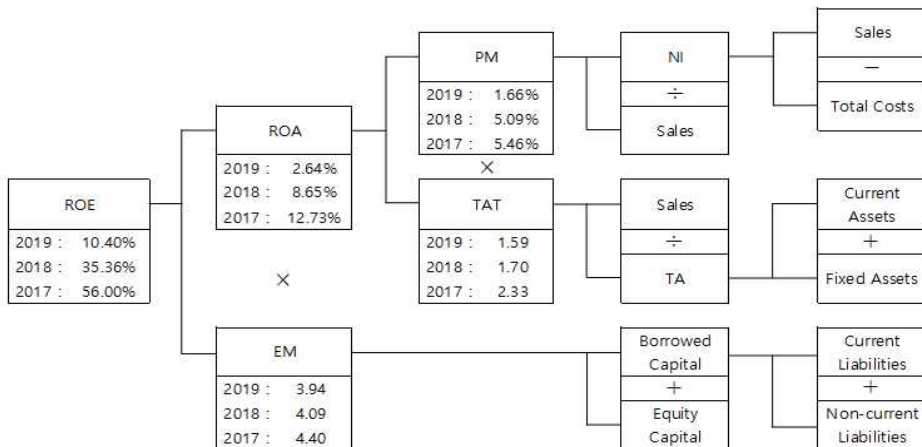 ROE
2019 : 10.40%
2018 : 35.36%
2017 : 56.00%
ROA
2019 : 2.64%
2018 : 8.65%
2017 : 12.73%
×
EM
2019 : 3.94
2018 : 4.09
2017 : 4.40
PM
2019 : 1.66%
2018 : 5.09%
2017 : 5.46%
×
TAT
2019 : 1.59
2018 : 1.70
2017 : 2.33
NI
÷
Sales
Sales
÷
TA
Borrowed
Capital
+
Equity
Capital
Sales
−
Total Costs
Current
Assets
+
Fixed Assets
Current
Liabilities
+
Non-current
Liabilities